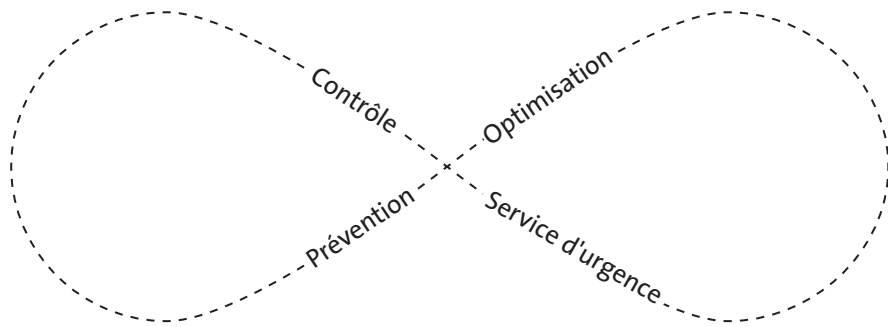 Contrôle
Optimisation
Prévention
Service d'urgence